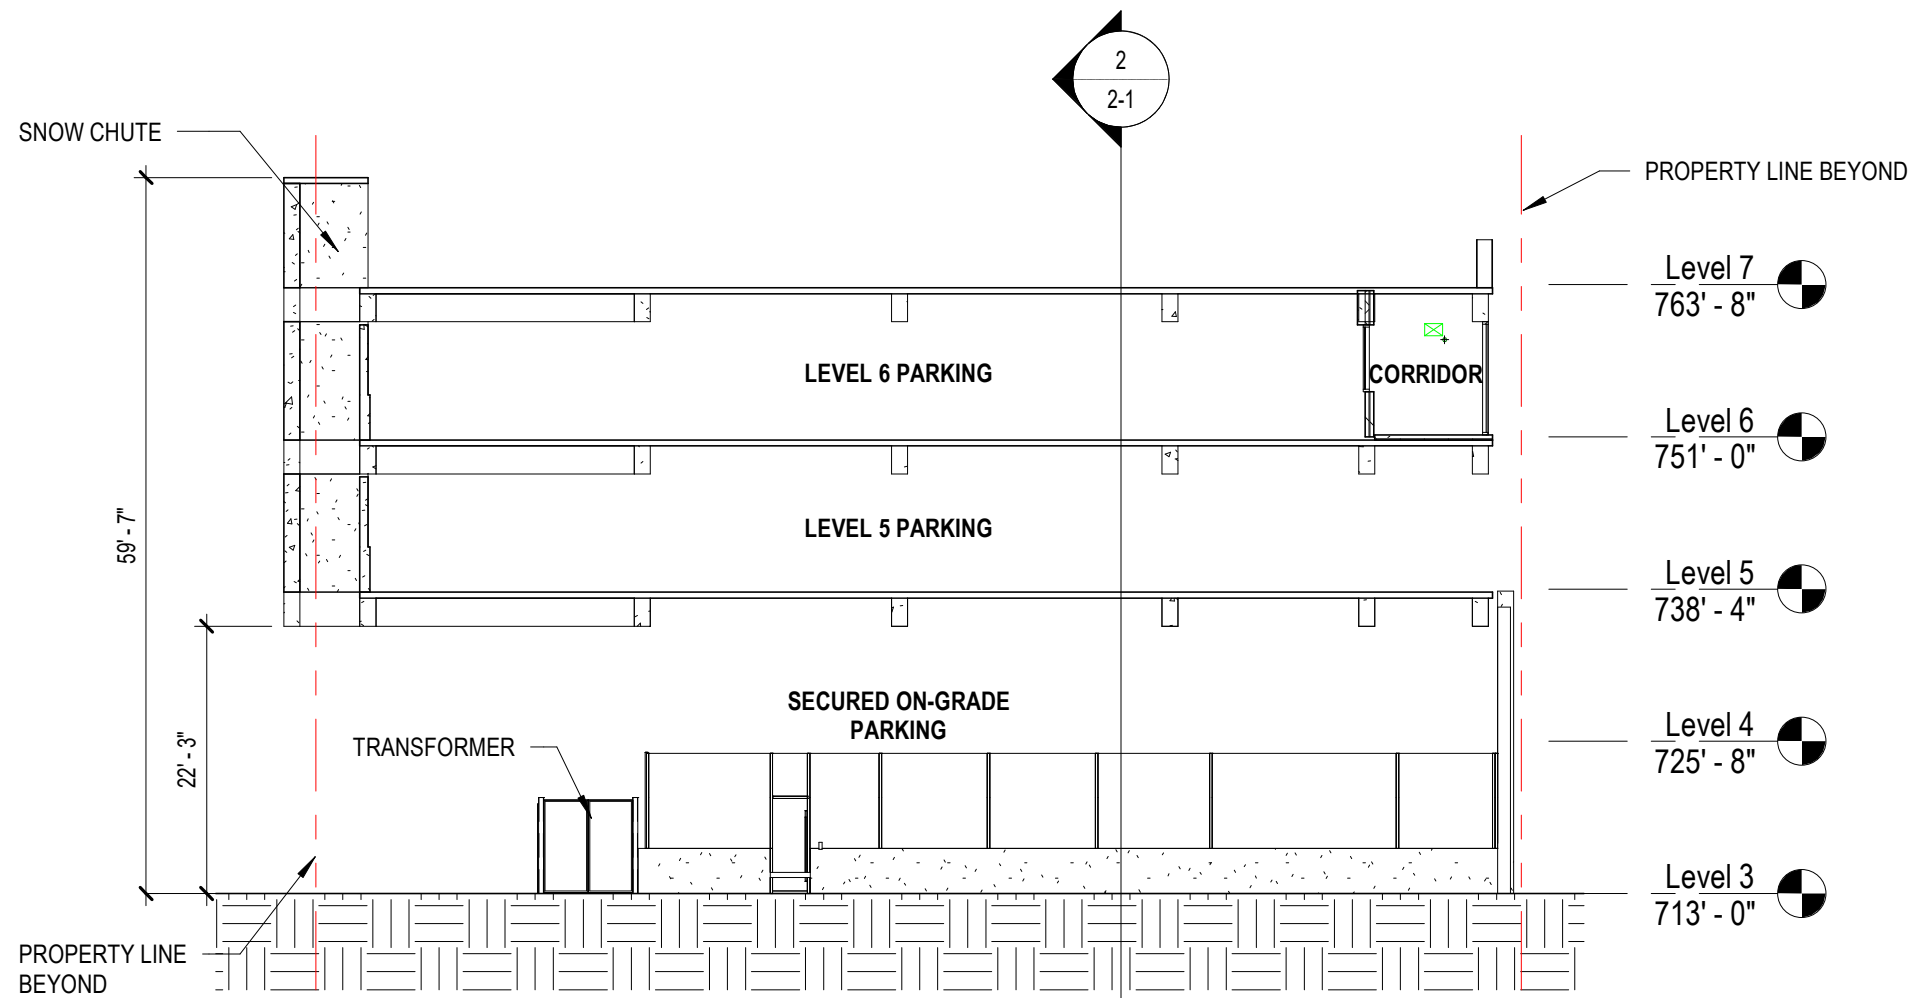 2
2-1
SNOW CHUTE
PROPERTY LINE BEYOND
Level 7
763' - 8"
LEVEL 6 PARKING
CORRIDOR
Level 6
751' - 0"
59' - 7"
LEVEL 5 PARKING
Level 5
738' - 4"
SECURED ON-GRADE
PARKING
22' - 3"
TRANSFORMER
Level 4
725' - 8"
Level 3
713' - 0"
PROPERTY LINE
BEYOND